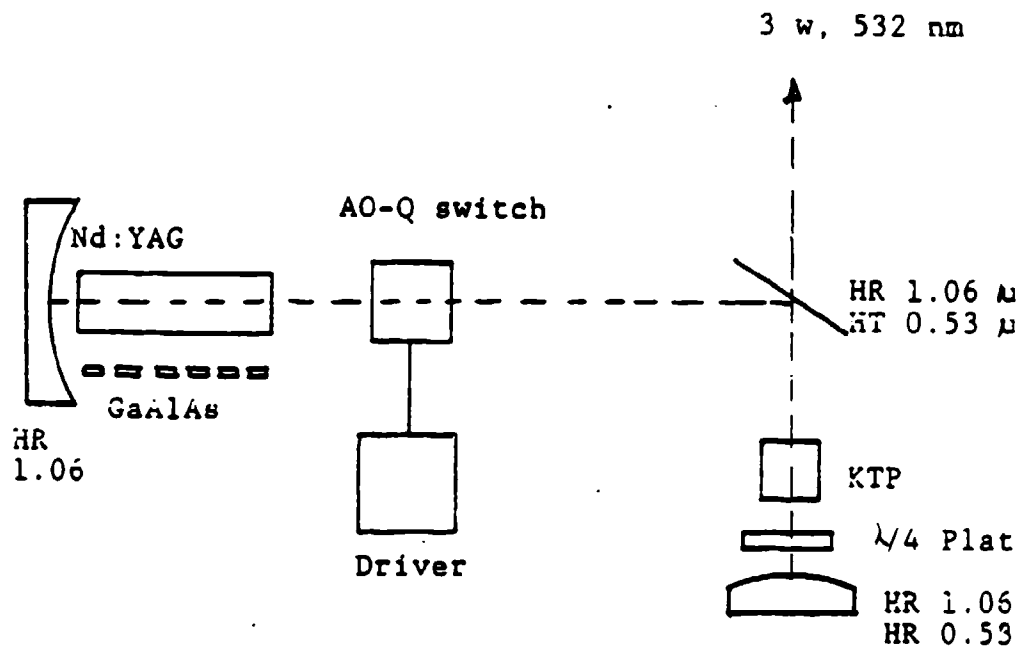 3 w, 532 nm
AO-Q switch
Nd:YAG
HR 1.06 μ
HT 0.53 μ
GaAlAs
HR
1.06
KTP
λ/4 Plat
Driver
HR 1.06
HR 0.53